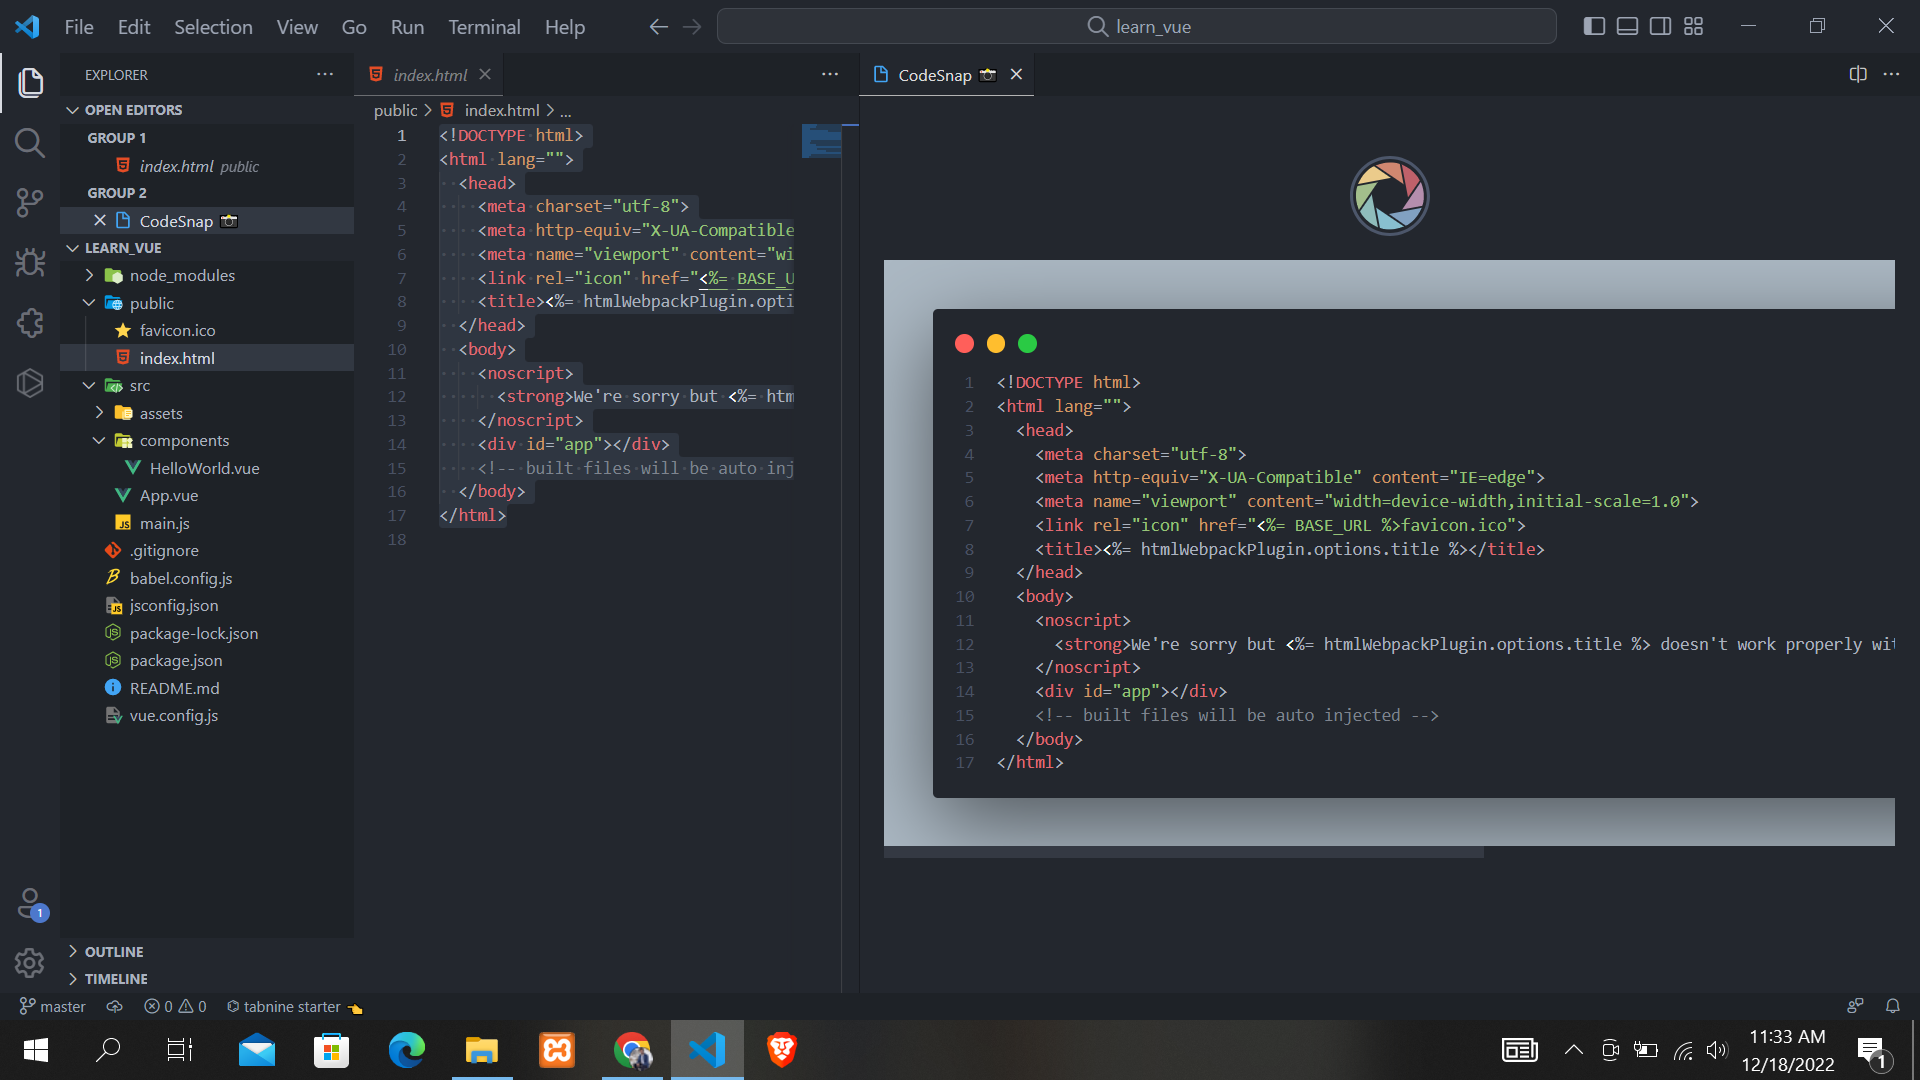 File Edit Selection View Go Run Terminal Help
learn_vue
EXPLORER
OPEN EDITORS
GROUP 1
index.html public
GROUP 2
CodeSnap
LEARN_VUE
node_modules
public
favicon.ico
index.html
src
assets
components
HelloWorld.vue
App.vue
main.js
.gitignore
babel.config.js
jsconfig.json
package-lock.json
package.json
README.md
vue.config.js
OUTLINE
TIMELINE
index.html
public > index.html > ...
1 <!DOCTYPE html>
2 <html lang="">
3 <head>
4 <meta charset="utf-8">
5 <meta http-equiv="X-UA-Compatible
6 <meta name="viewport" content="wi
7 <link rel="icon" href="<%= BASE_U
8 <title><%= htmlWebpackPlugin.opti
9 </head>
10 <body>
11 <noscript>
12 <strong>We're sorry but <%= htm
13 </noscript>
14 <div id="app"></div>
15 <!-- built files will be auto inj
16 </body>
17 </html>
18
CodeSnap
1 <!DOCTYPE html>
2 <html lang="">
3 <head>
4 <meta charset="utf-8">
5 <meta http-equiv="X-UA-Compatible" content="IE=edge">
6 <meta name="viewport" content="width=device-width,initial-scale=1.0">
7 <link rel="icon" href="<%= BASE_URL %>favicon.ico">
8 <title><%= htmlWebpackPlugin.options.title %></title>
9 </head>
10 <body>
11 <noscript>
12 <strong>We're sorry but <%= htmlWebpackPlugin.options.title %> doesn't work properly wit
13 </noscript>
14 <div id="app"></div>
15 <!-- built files will be auto injected -->
16 </body>
17 </html>
1
master 0 0 tabnine starter
11:33 AM
12/18/2022
1